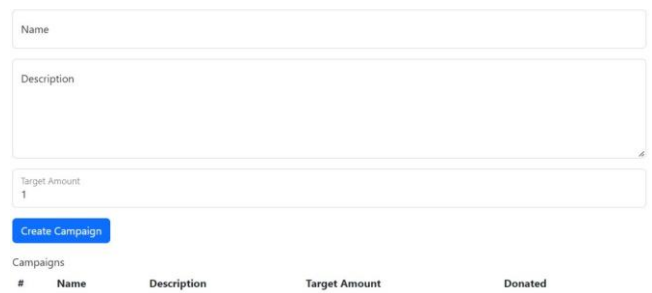 Name
Description
Target Amount
1
Create Campaign
Campaigns
# Name Description Target Amount Donated